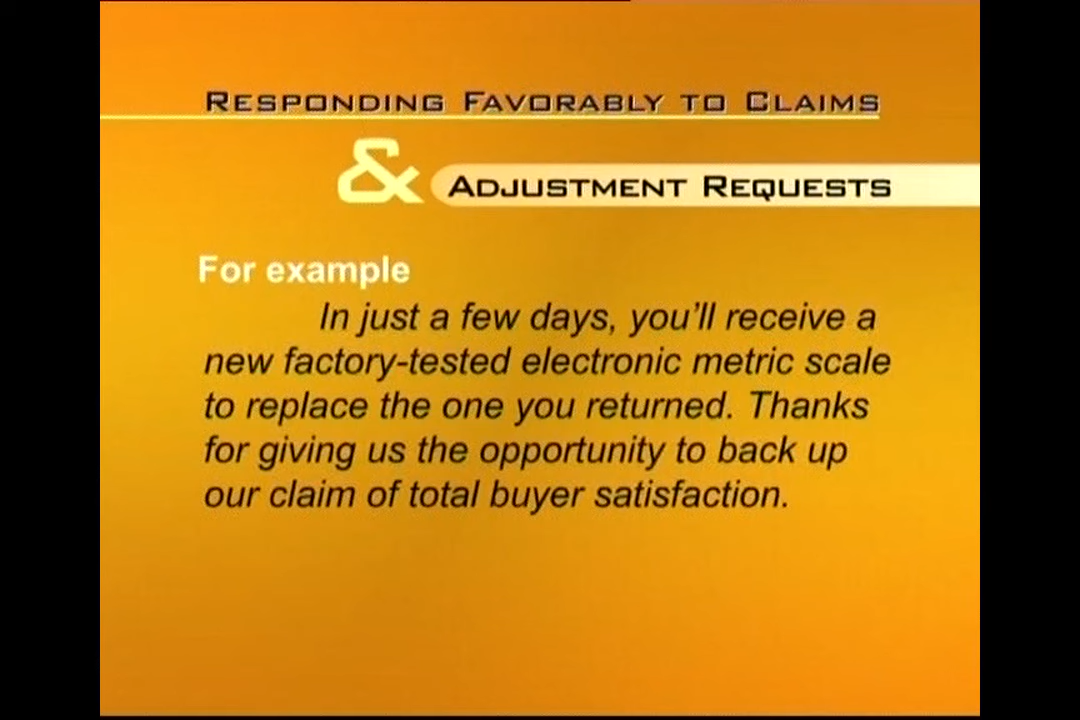 RESPONDING FAVORABLY TO CLAIMS
&
ADJUSTMENT REQUESTS
For example
In just a few days, you'll receive a
new factory-tested electronic metric scale
to replace the one you returned. Thanks
for giving us the opportunity to back up
our claim of total buyer satisfaction.